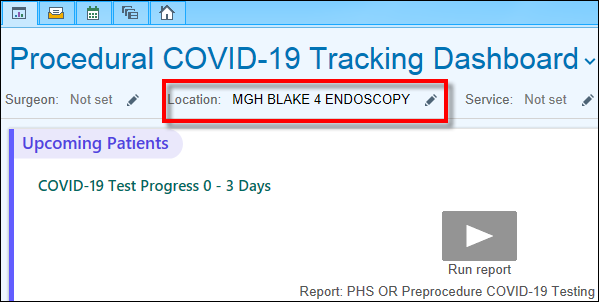 Procedural COVID-19 Tracking Dashboard
Surgeon: Not set Location: MGH BLAKE 4 ENDOSCOPY Service: Not set
Upcoming Patients
COVID-19 Test Progress 0 - 3 Days
Run report
Report: PHS OR Preprocedure COVID-19 Testing